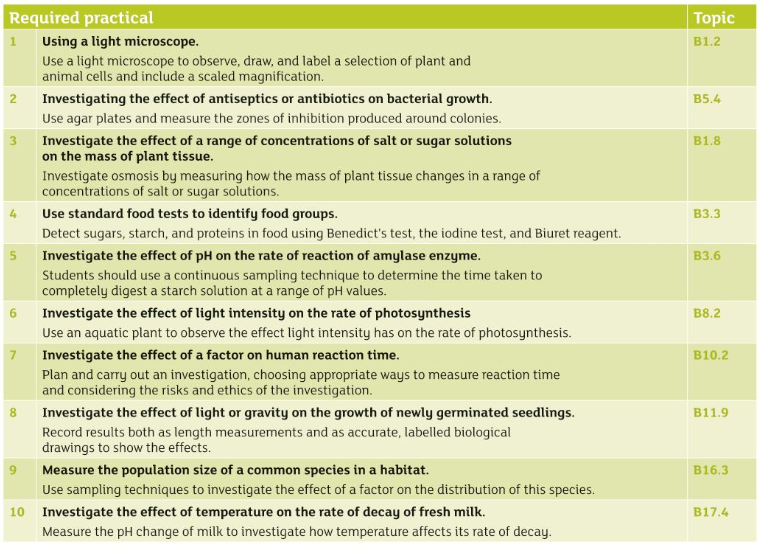 Required practical Topic
1 Using a light microscope. B1.2
Use a light microscope to observe, draw, and label a selection of plant and
animal cells and include a scaled magnification.
2 Investigating the effect of antiseptics or antibiotics on bacterial growth. B5.4
Use agar plates and measure the zones of inhibition produced around colonies.
3 Investigate the effect of a range of concentrations of salt or sugar solutions B1.8
on the mass of plant tissue.
Investigate osmosis by measuring how the mass of plant tissue changes in a range of
concentrations of salt or sugar solutions.
4 Use standard food tests to identify food groups. B3.3
Detect sugars, starch, and proteins in food using Benedict's test, the iodine test, and Biuret reagent.
5 Investigate the effect of pH on the rate of reaction of amylase enzyme. B3.6
Students should use a continuous sampling technique to determine the time taken to
completely digest a starch solution at a range of pH values.
6 Investigate the effect of light intensity on the rate of photosynthesis B8.2
Use an aquatic plant to observe the effect light intensity has on the rate of photosynthesis.
7 Investigate the effect of a factor on human reaction time. B10.2
Plan and carry out an investigation, choosing appropriate ways to measure reaction time
and considering the risks and ethics of the investigation.
8 Investigate the effect of light or gravity on the growth of newly germinated seedlings. B11.9
Record results both as length measurements and as accurate, labelled biological
drawings to show the effects.
9 Measure the population size of a common species in a habitat. B16.3
Use sampling techniques to investigate the effect of a factor on the distribution of this species.
10 Investigate the effect of temperature on the rate of decay of fresh milk. B17.4
Measure the pH change of milk to investigate how temperature affects its rate of decay.